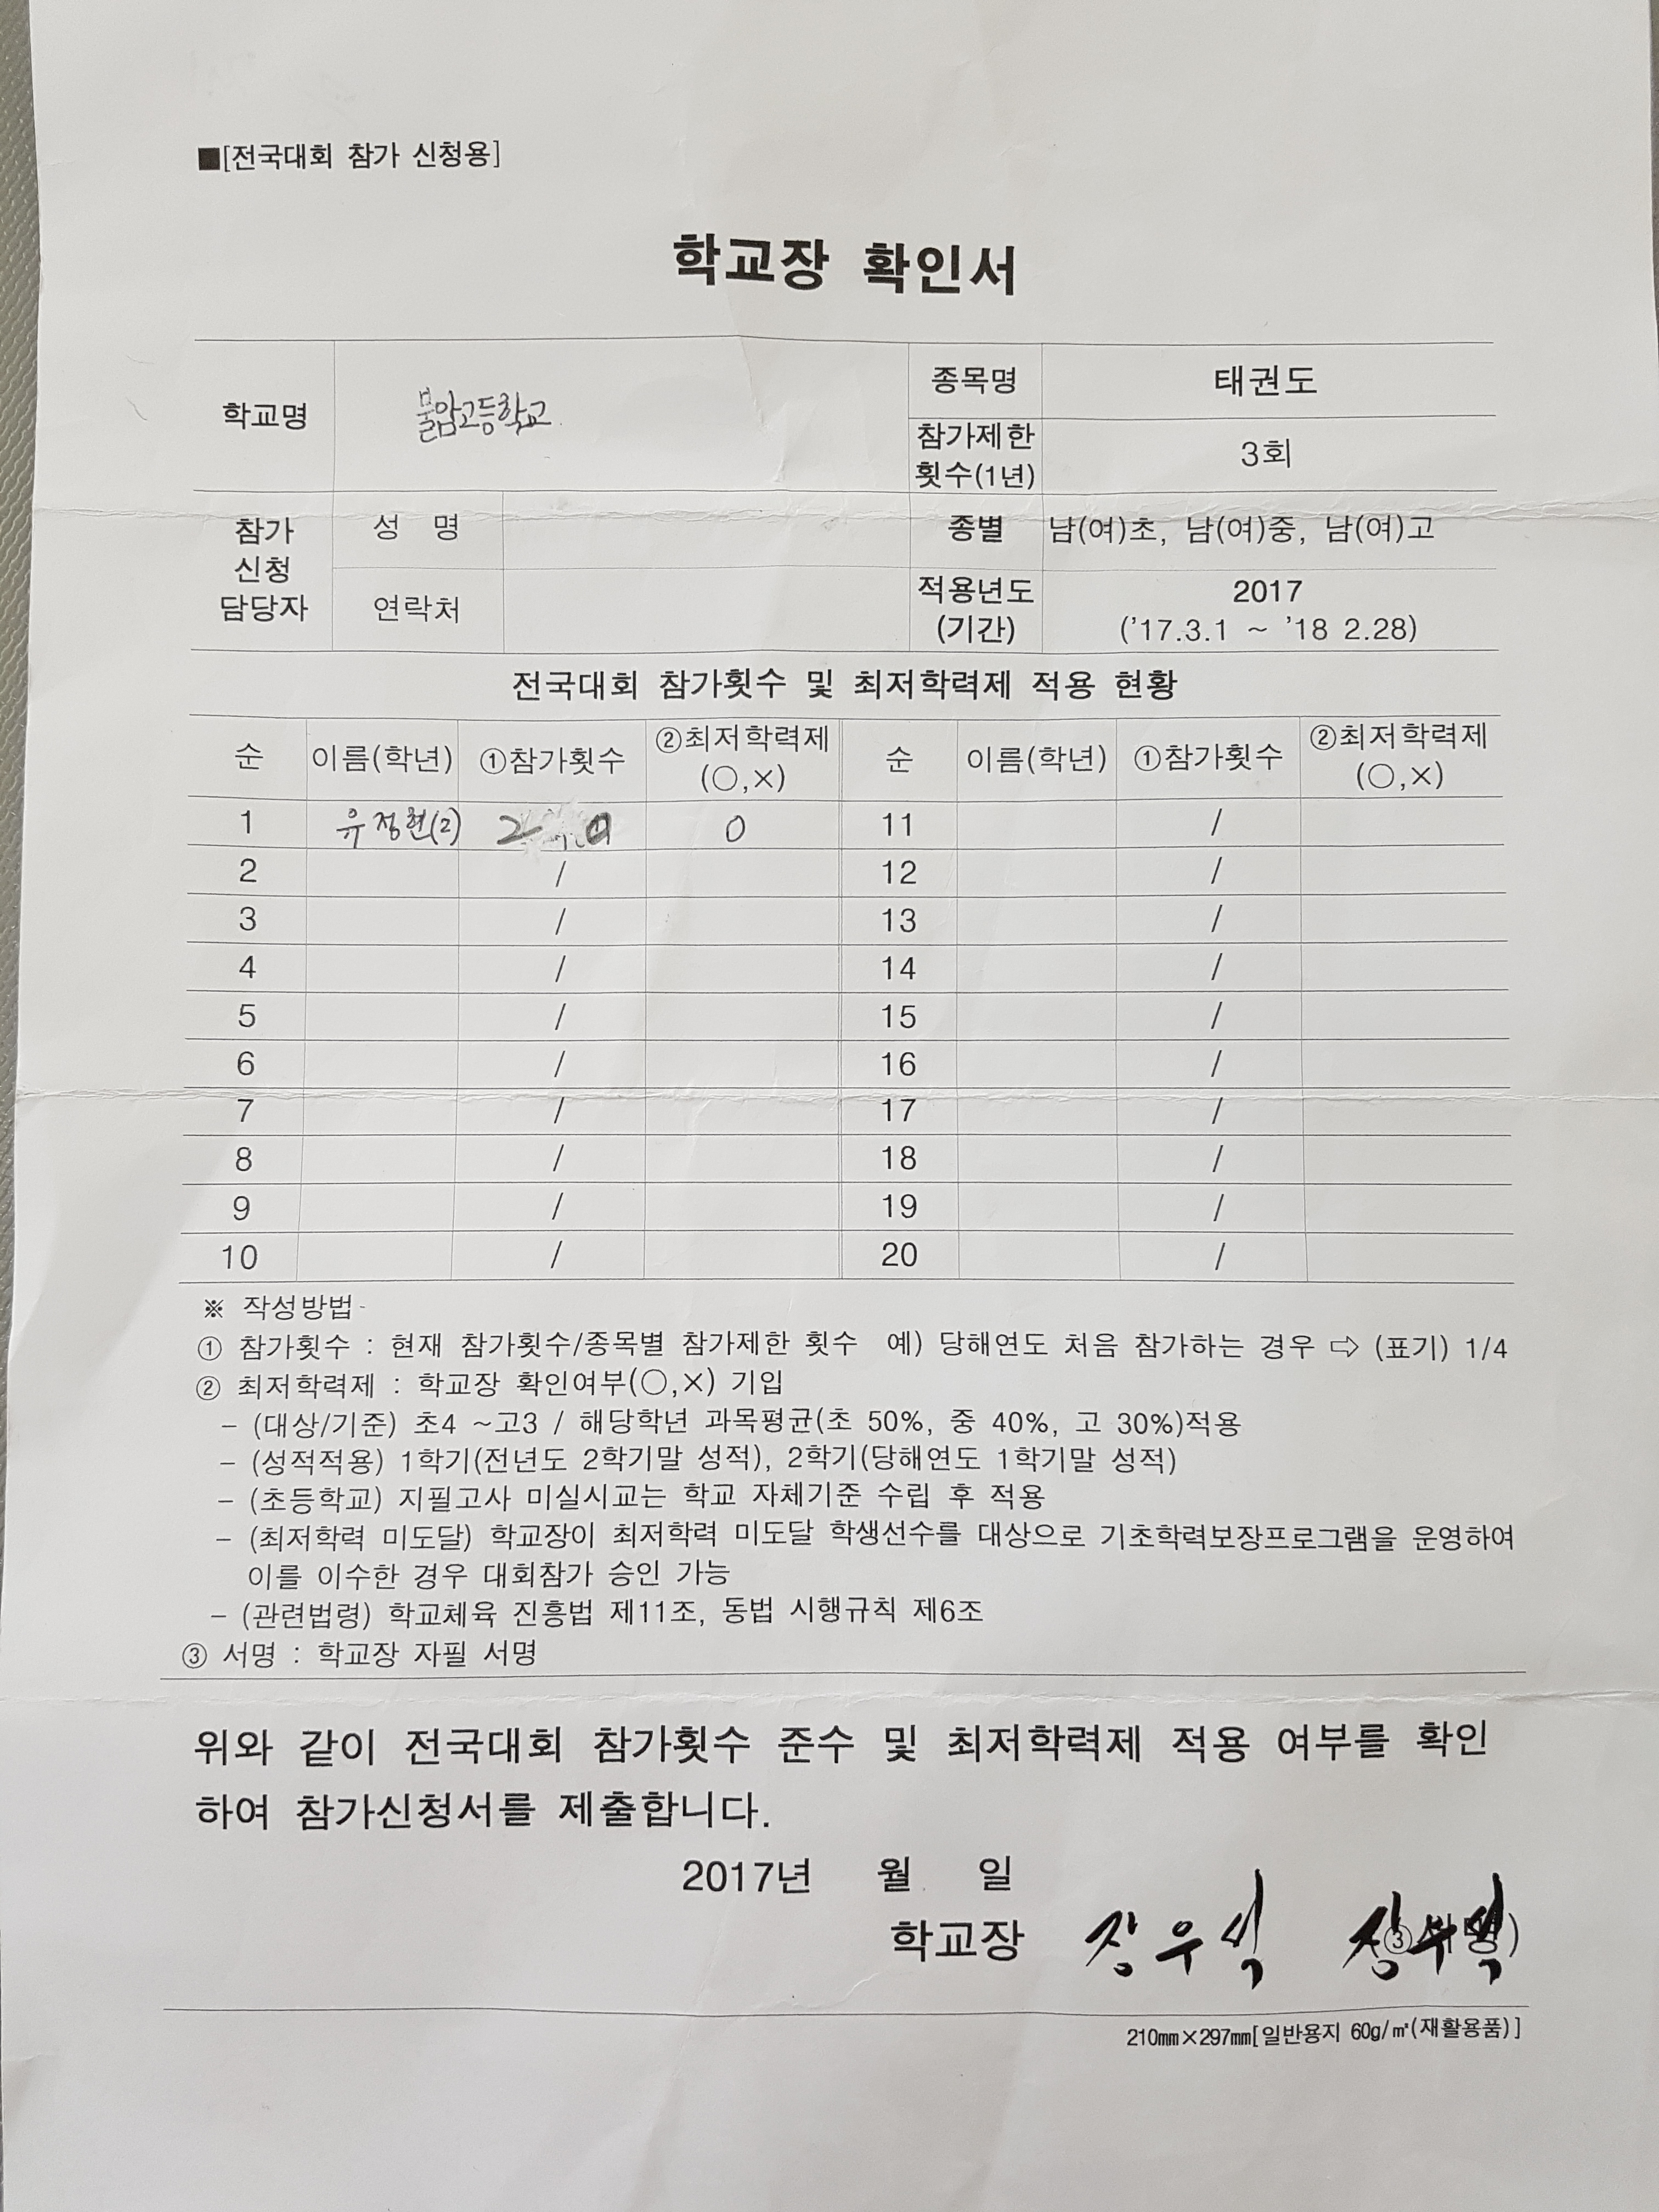 ■[전국대회 참가 신청용]
학교장 확인서
학교명 불암고등학교 종목명 태권도
참가제한 횟수(1년) 3회
참가 신청 담당자 성 명 종별 남(여)초, 남(여)중, 남(여)고
연락처 적용년도 (기간) 2017 ('17.3.1 ~ '18 2.28)
전국대회 참가횟수 및 최저학력제 적용 현황
순 이름(학년) ①참가횟수 ②최저학력제 (○,×) 순 이름(학년) ①참가횟수 ②최저학력제 (○,×)
1 유정현(2) 2 0 11 /
2 / 12 /
3 / 13 /
4 / 14 /
5 / 15 /
6 / 16 /
7 / 17 /
8 / 18 /
9 / 19 /
10 / 20 /
※ 작성방법
① 참가횟수 : 현재 참가횟수/종목별 참가제한 횟수 예) 당해연도 처음 참가하는 경우 ⇨ (표기) 1/4
② 최저학력제 : 학교장 확인여부(○,×) 기입
– (대상/기준) 초4 ~고3 / 해당학년 과목평균(초 50%, 중 40%, 고 30%)적용
– (성적적용) 1학기(전년도 2학기말 성적), 2학기(당해연도 1학기말 성적)
– (초등학교) 지필고사 미실시교는 학교 자체기준 수립 후 적용
– (최저학력 미도달) 학교장이 최저학력 미도달 학생선수를 대상으로 기초학력보장프로그램을 운영하여
이를 이수한 경우 대회참가 승인 가능
– (관련법령) 학교체육 진흥법 제11조, 동법 시행규칙 제6조
③ 서명 : 학교장 자필 서명
위와 같이 전국대회 참가횟수 준수 및 최저학력제 적용 여부를 확인
하여 참가신청서를 제출합니다.
2017년 월 일
학교장 장우빅 (③서명)
210㎜×297㎜[일반용지 60g/㎡(재활용품)]